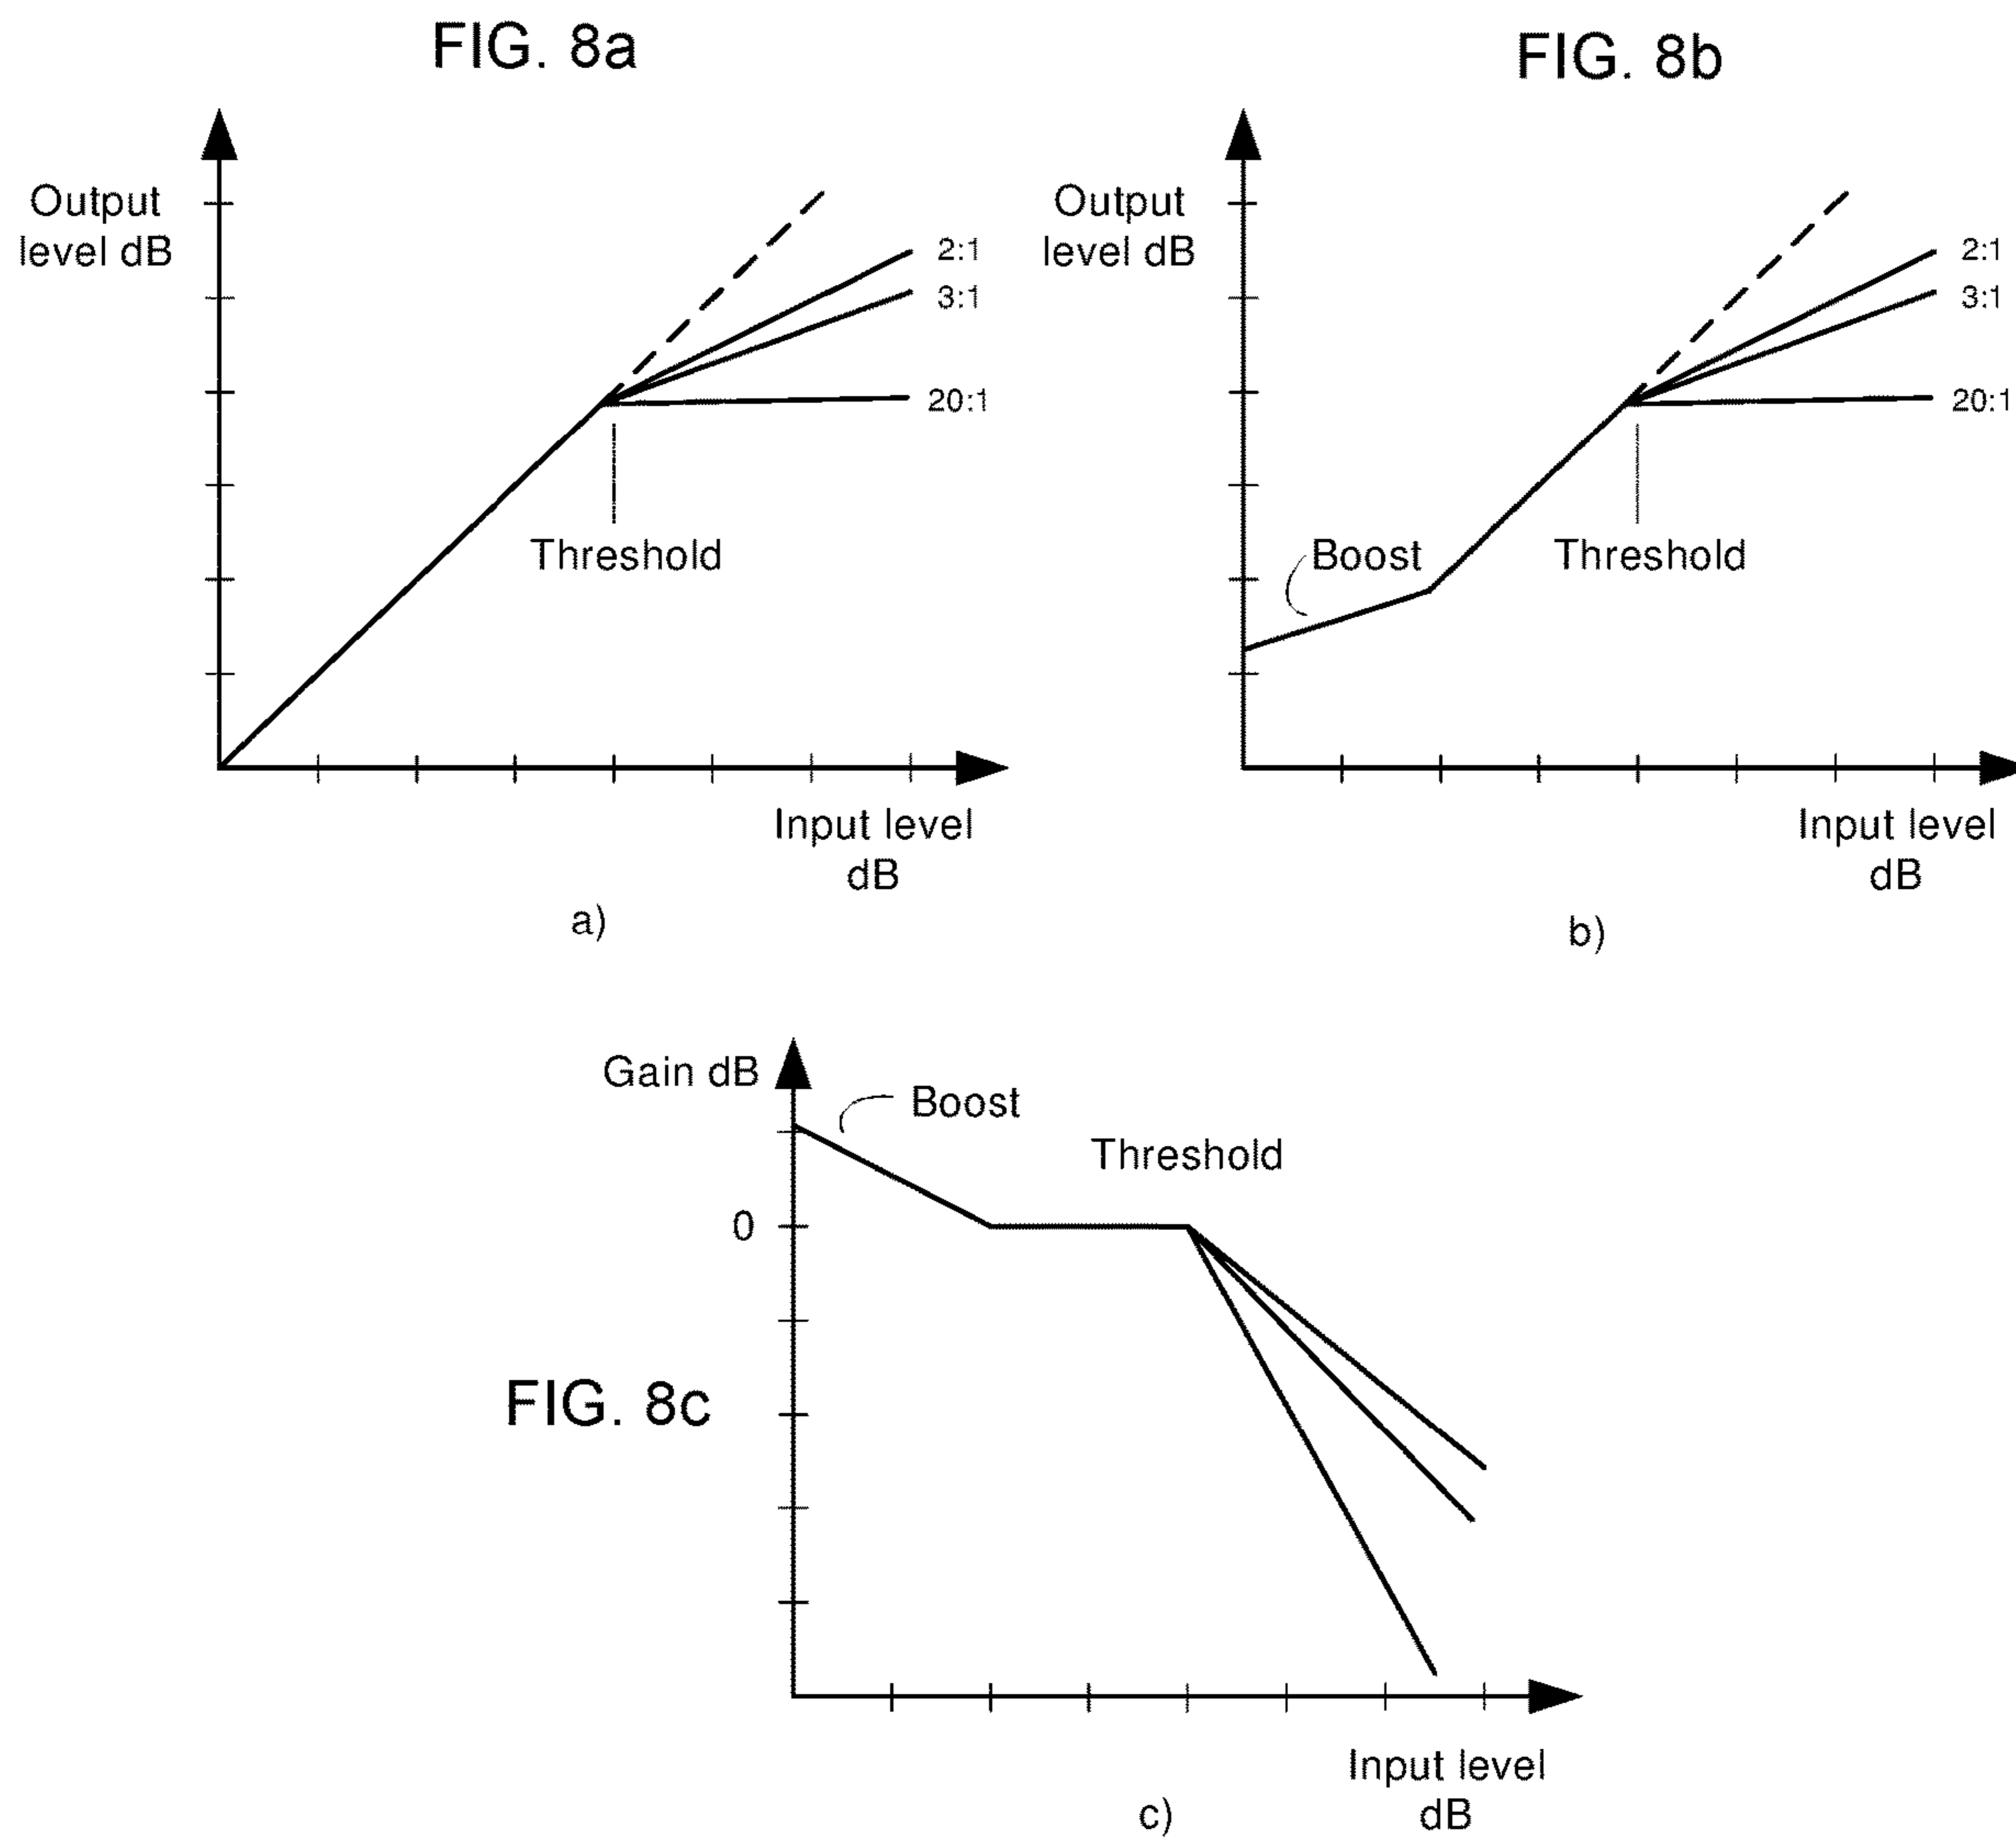 FIG. 8a
Output
level dB
2:1
3:1
20:1
Threshold
Input level
dB
a)
FIG. 8b
Output
level dB
2:1
3:1
20:1
Boost
Threshold
Input level
dB
b)
Gain dB
Boost
Threshold
0
FIG. 8c
Input level
dB
c)